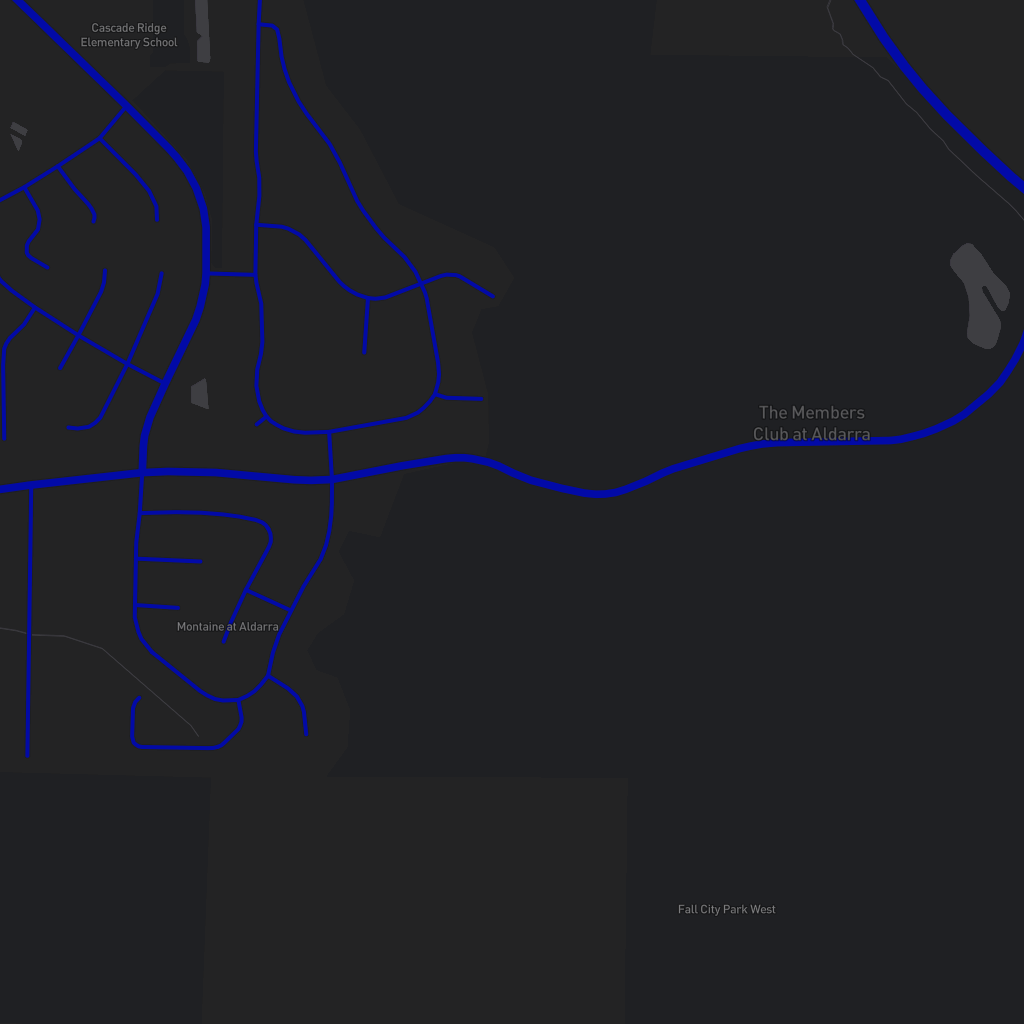 Cascade Ridge
Elementary School
The Members
Club at Aldarra
Montaine at Aldarra
Fall City Park West